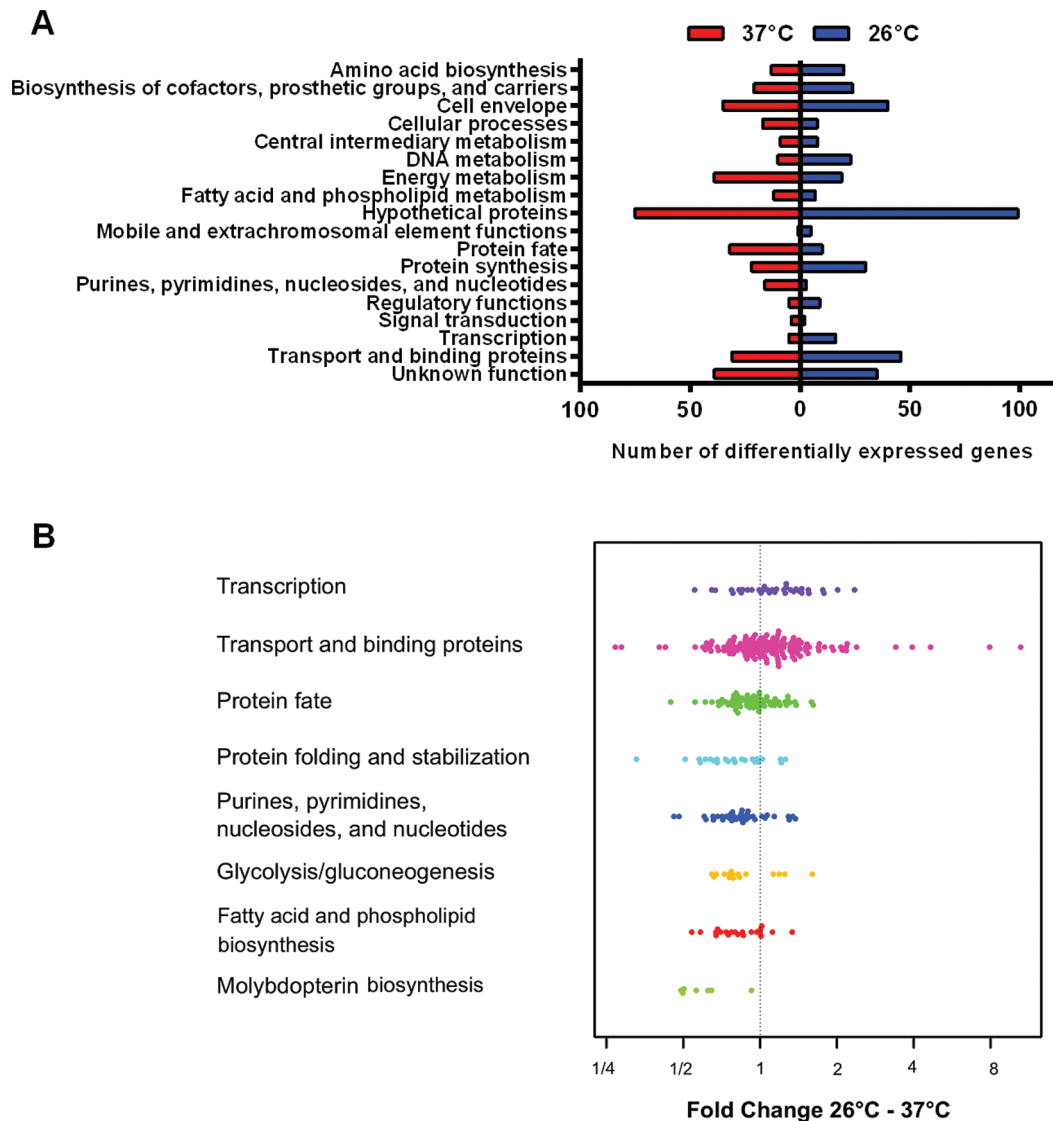 A
37°C 26°C
Amino acid biosynthesis
Biosynthesis of cofactors, prosthetic groups, and carriers
Cell envelope
Cellular processes
Central intermediary metabolism
DNA metabolism
Energy metabolism
Fatty acid and phospholipid metabolism
Hypothetical proteins
Mobile and extrachromosomal element functions
Protein fate
Protein synthesis
Purines, pyrimidines, nucleosides, and nucleotides
Regulatory functions
Signal transduction
Transcription
Transport and binding proteins
Unknown function
100 50 0 50 100
Number of differentially expressed genes
B
Transcription
Transport and binding proteins
Protein fate
Protein folding and stabilization
Purines, pyrimidines,
nucleosides, and nucleotides
Glycolysis/gluconeogenesis
Fatty acid and phospholipid
biosynthesis
Molybdopterin biosynthesis
1/4 1/2 1 2 4 8
Fold Change 26°C - 37°C